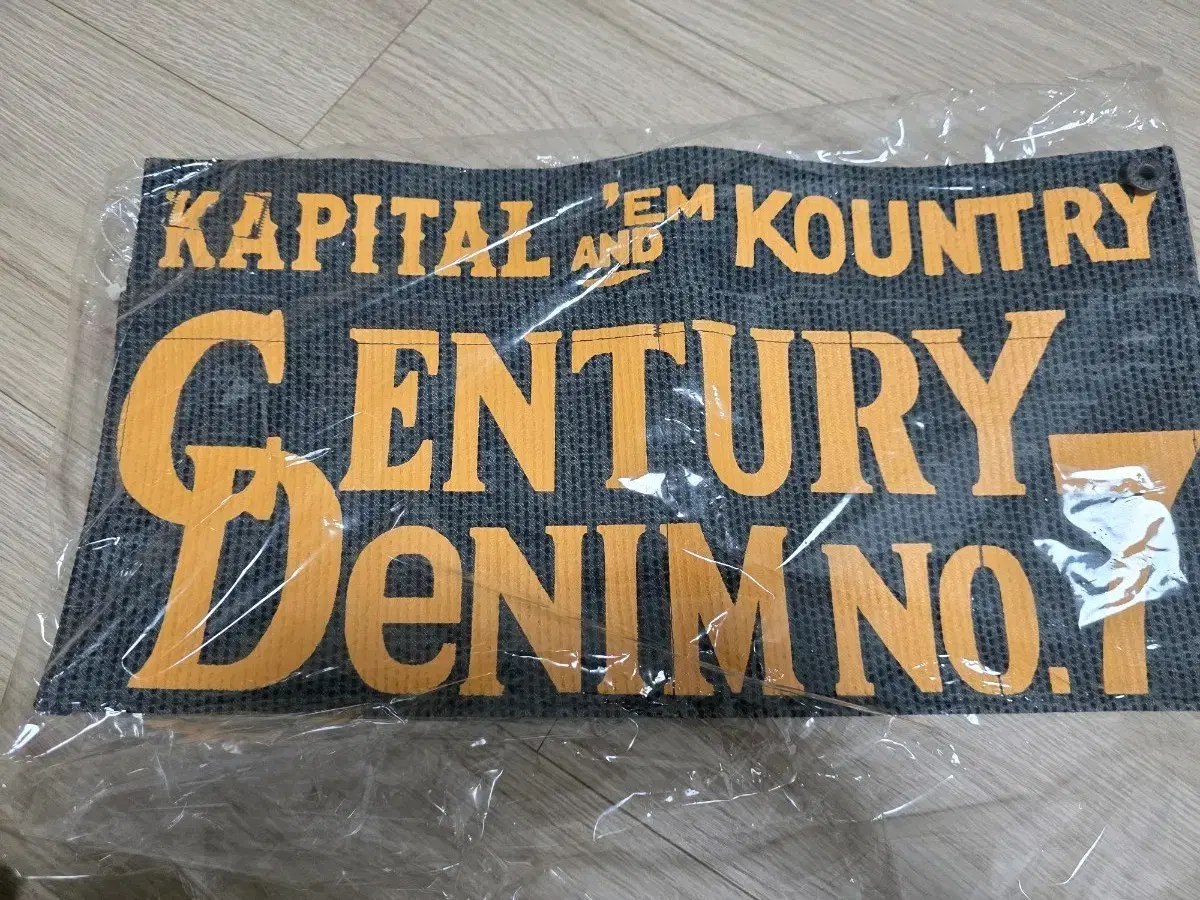 KAPITAL 'EM AND KOUNTRY
CENTURY
DeNIM NO. 7